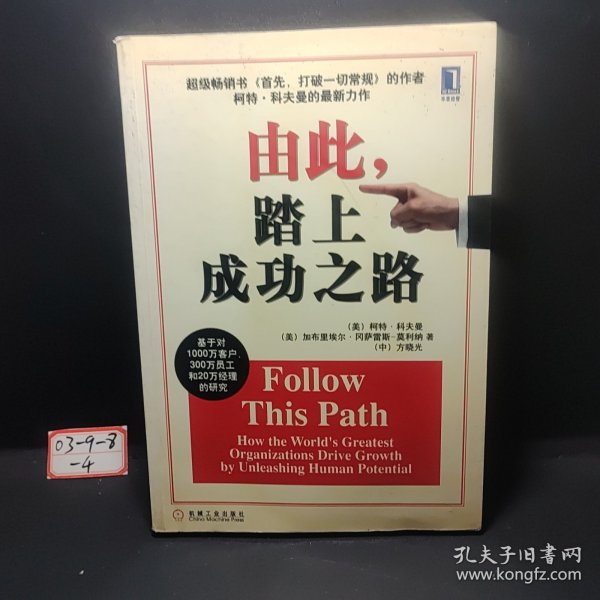 超级畅销书《首先，打破一切常规》的作者
柯特·科夫曼的最新力作
华章经管
由此，
踏上
成功之路
（美）柯特·科夫曼
（美）加布里埃尔·冈萨雷斯-莫利纳 著
（中）方晓光
基于对
1000万客户、
300万员工
和20万经理
的研究
Follow
This Path
How the World's Greatest
Organizations Drive Growth
by Unleashing Human Potential
03-9-8
-4
机械工业出版社
China Machine Press
孔夫子旧书网
www.kongfz.com